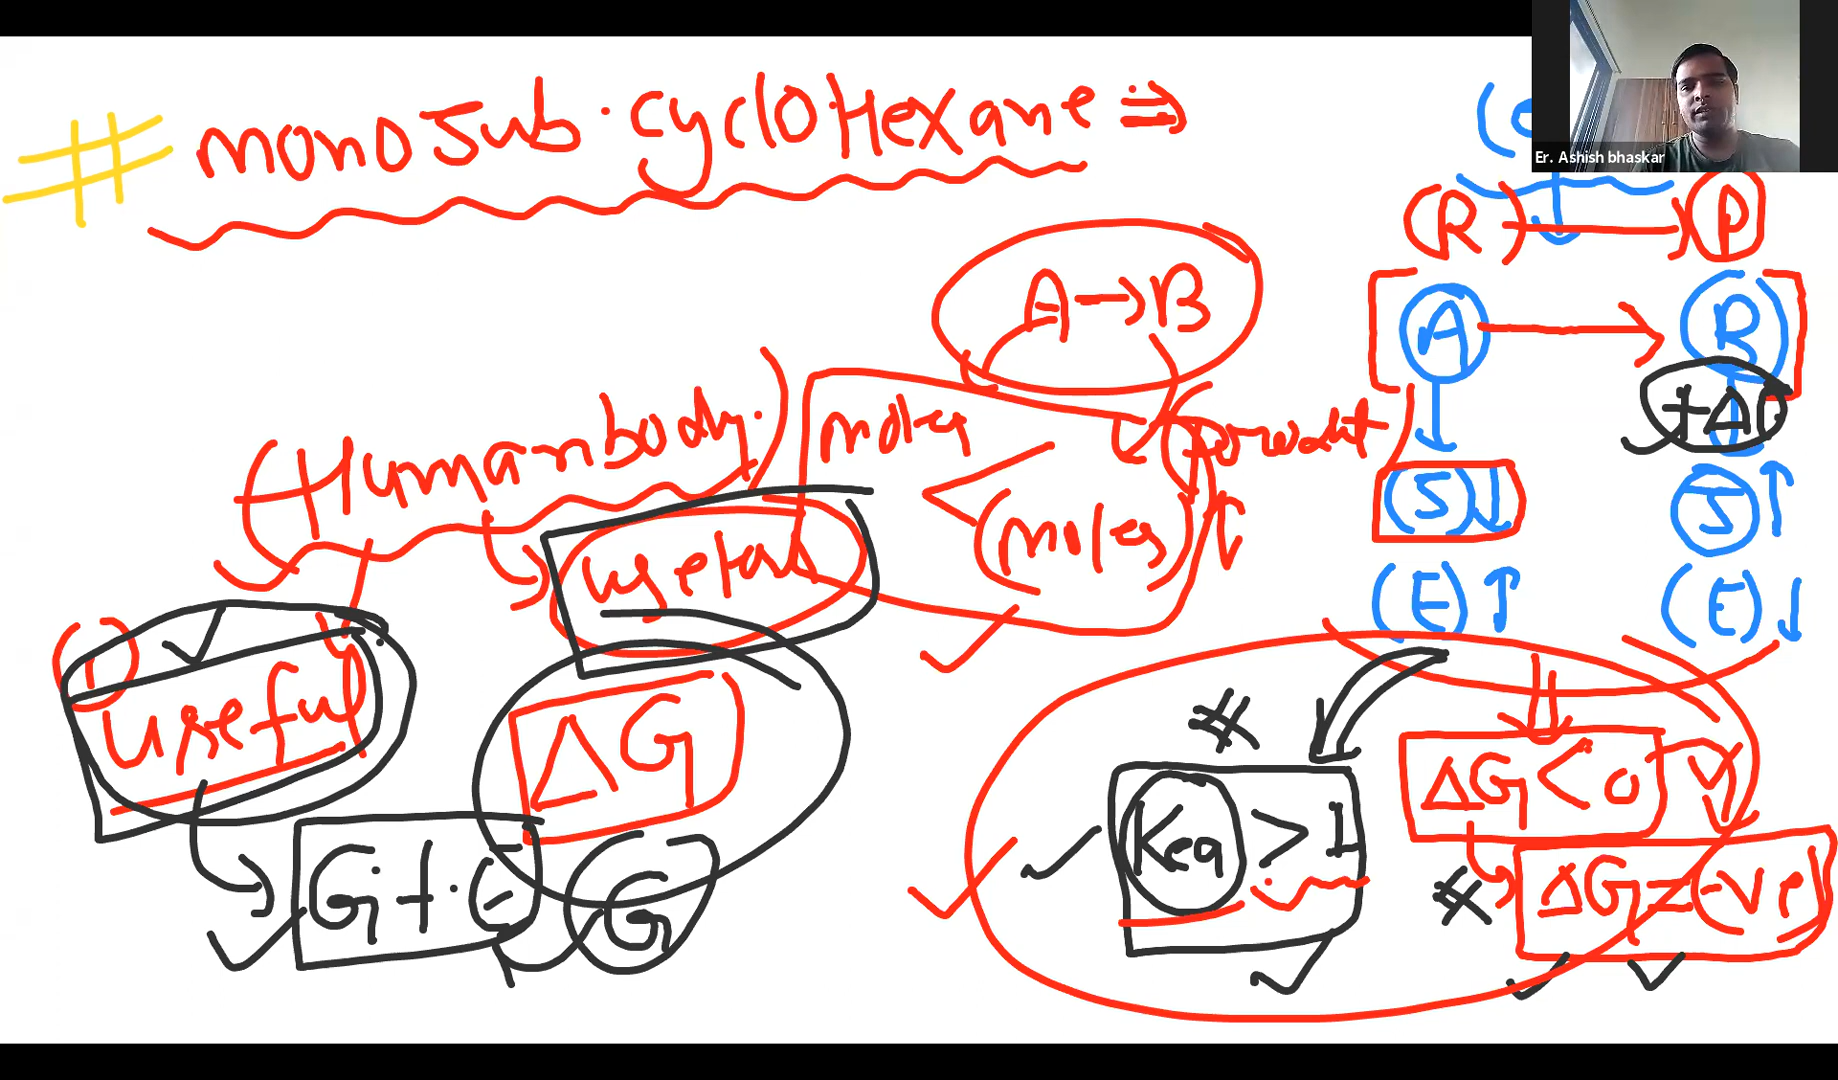 # mono sub. cycloHexane ⇒
Er. Ashish bhaskar
(R) → (P)
A → B
A → B
(Human body.)
moles
forward
(moles) ↑
(S) ↓
(S) ↑
(E) ↑
(E) ↓
1
useful
ΔG
ΔG < 0
Keq > 1
ΔG = -ve
G